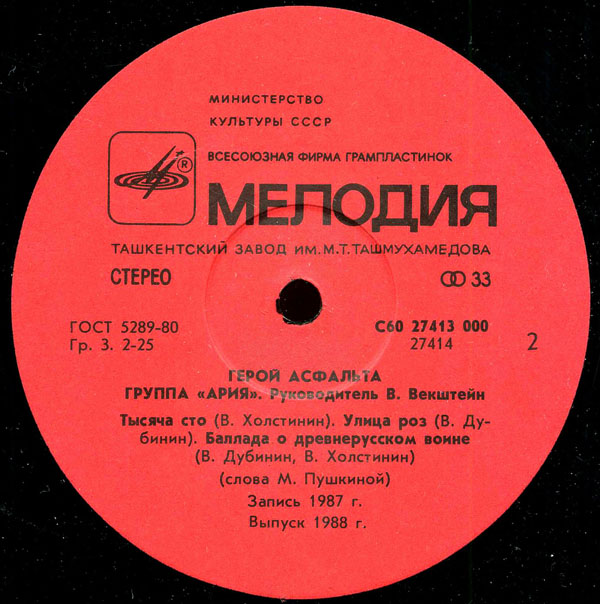 МИНИСТЕРСТВО
КУЛЬТУРЫ СССР
ВСЕСОЮЗНАЯ ФИРМА ГРАМПЛАСТИНОК
®
МЕЛОДИЯ
ТАШКЕНТСКИЙ ЗАВОД ИМ. М.Т. ТАШМУХАМЕДОВА
СТЕРЕО 33
ГОСТ 5289-80 С60 27413 000
Гр. 3. 2-25 27414 2
ГЕРОЙ АСФАЛЬТА
ГРУППА «АРИЯ». Руководитель В. Векштейн
Тысяча сто (В. Холстинин). Улица роз (В. Ду-
бинин). Баллада о древнерусском воине
(В. Дубинин, В. Холстинин)
(слова М. Пушкиной)
Запись 1987 г.
Выпуск 1988 г.